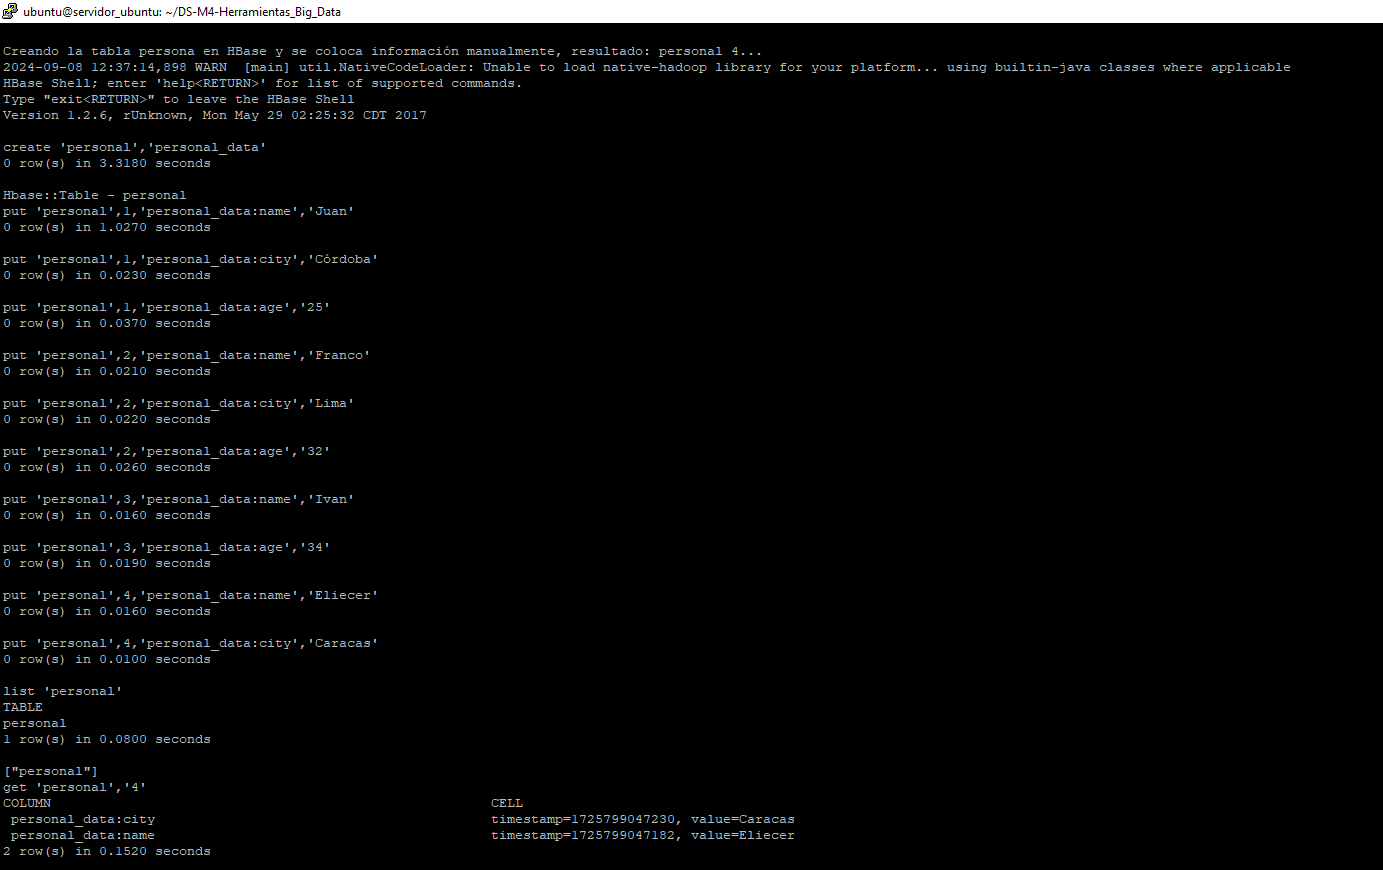 ubuntu@servidor_ubuntu: ~/DS-M4-Herramientas_Big_Data
Creando la tabla persona en HBase y se coloca información manualmente, resultado: personal 4...
2024-09-08 12:37:14,898 WARN  [main] util.NativeCodeLoader: Unable to load native-hadoop library for your platform... using builtin-java classes where applicable
HBase Shell; enter 'help<RETURN>' for list of supported commands.
Type "exit<RETURN>" to leave the HBase Shell
Version 1.2.6, rUnknown, Mon May 29 02:25:32 CDT 2017
create 'personal','personal_data'
0 row(s) in 3.3180 seconds
Hbase::Table - personal
put 'personal',1,'personal_data:name','Juan'
0 row(s) in 1.0270 seconds
put 'personal',1,'personal_data:city','Córdoba'
0 row(s) in 0.0230 seconds
put 'personal',1,'personal_data:age','25'
0 row(s) in 0.0370 seconds
put 'personal',2,'personal_data:name','Franco'
0 row(s) in 0.0210 seconds
put 'personal',2,'personal_data:city','Lima'
0 row(s) in 0.0220 seconds
put 'personal',2,'personal_data:age','32'
0 row(s) in 0.0260 seconds
put 'personal',3,'personal_data:name','Ivan'
0 row(s) in 0.0160 seconds
put 'personal',3,'personal_data:age','34'
0 row(s) in 0.0190 seconds
put 'personal',4,'personal_data:name','Eliecer'
0 row(s) in 0.0160 seconds
put 'personal',4,'personal_data:city','Caracas'
0 row(s) in 0.0100 seconds
list 'personal'
TABLE
personal
1 row(s) in 0.0800 seconds
["personal"]
get 'personal','4'
COLUMN CELL
personal_data:city timestamp=1725799047230, value=Caracas
personal_data:name timestamp=1725799047182, value=Eliecer
2 row(s) in 0.1520 seconds